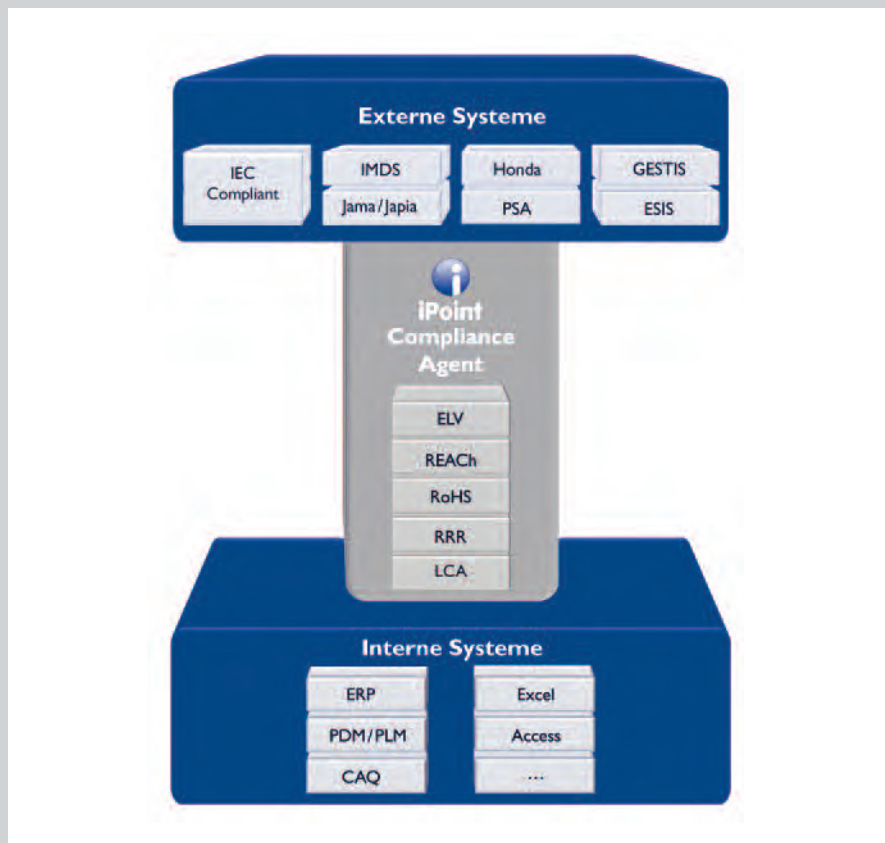 Externe Systeme
IEC
Compliant
IMDS
Jama/Japia
Honda
PSA
GESTIS
ESIS
iPoint
Compliance
Agent
ELV
REACh
RoHS
RRR
LCA
Interne Systeme
ERP
PDM/PLM
CAQ
Excel
Access
...